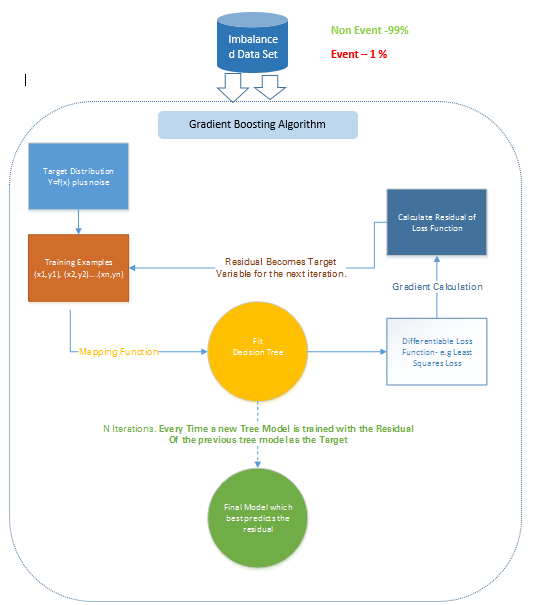 Imbalance
d Data Set
Non Event -99%
Event – 1 %
Gradient Boosting Algorithm
Target Distribution
Y=f(x) plus noise
Calculate Residual of
Loss Function
Training Examples
(x1,y1), (x2,y2)....(xn,yn)
Residual Becomes Target
Variable for the next iteration.
Gradient Calculation
Mapping Function
Fit
Decision Tree
Differentiable Loss
Function- e.g Least
Squares Loss
N Iterations. Every Time a new Tree Model is trained with the Residual
Of the previous tree model as the Target
Final Model which
best predicts the
residual